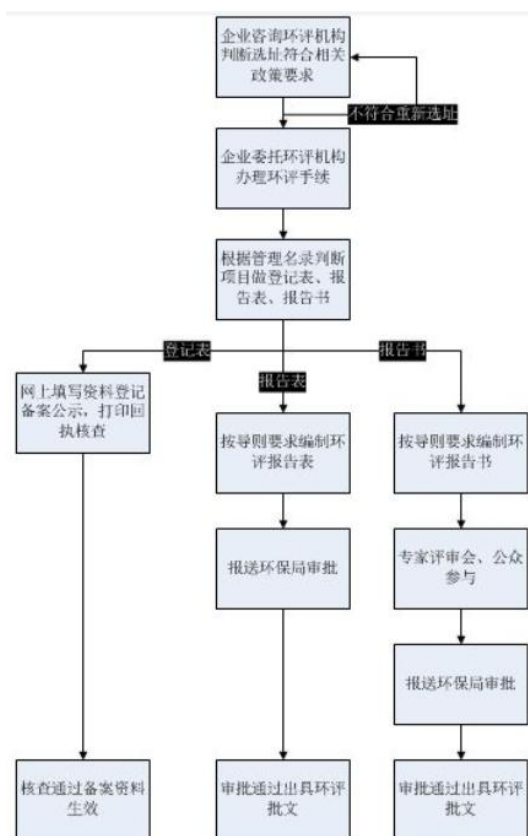 企业咨询环评机构
判断选址符合相关
政策要求
不符合重新选址
企业委托环评机构
办理环评手续
根据管理名录判断
项目做登记表、报
告表、报告书
登记表
报告表
报告书
网上填写资料登记
备案公示，打印回
执核查
按导则要求编制环
评报告表
按导则要求编制环
评报告书
报送环保局审批
专家评审会、公众
参与
报送环保局审批
核查通过备案资料
生效
审批通过出具环评
批文
审批通过出具环评
批文